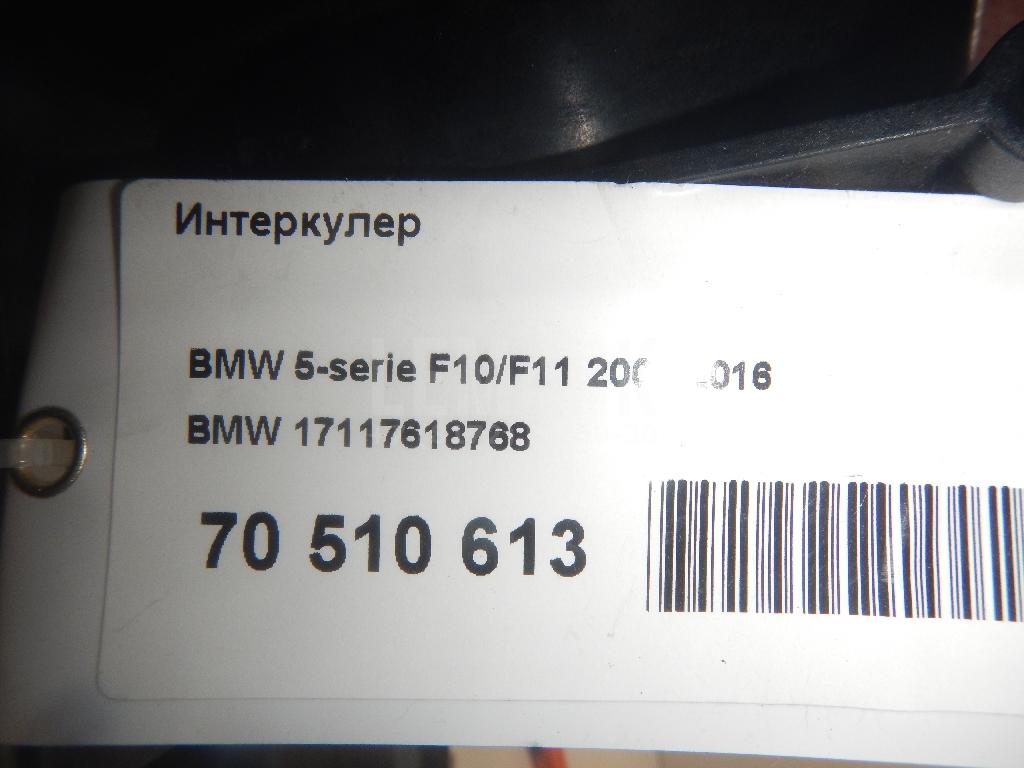 Интеркулер
BMW 5-serie F10/F11
BMW 17117618768
70 510 613